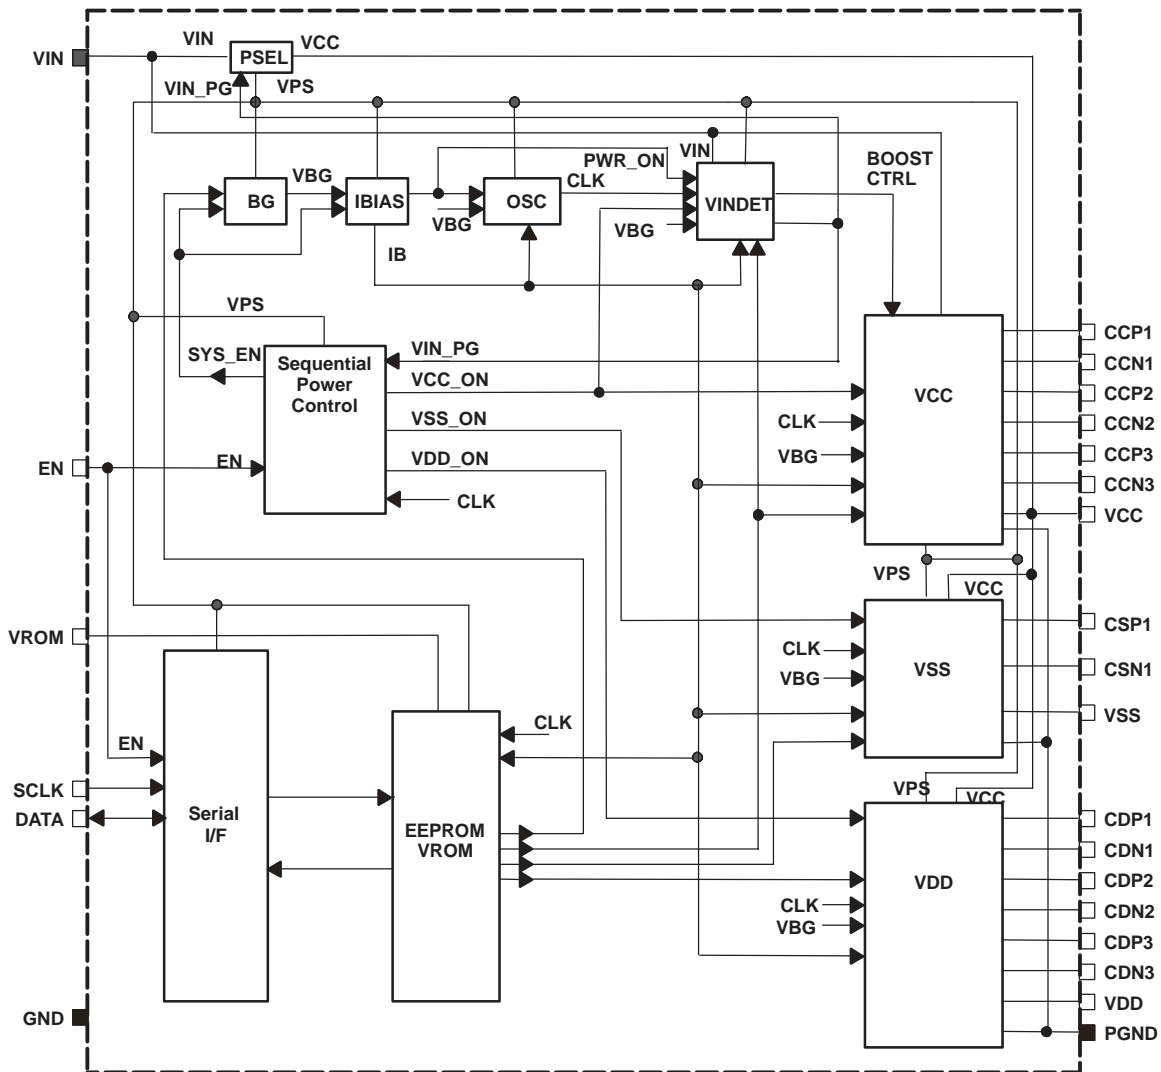 VIN
VIN
PSEL
VCC
VIN_PG
VPS
VBG
BG
IBIAS
VBG
OSC
CLK
PWR_ON
VIN
VINDET
VBG
BOOST
CTRL
IB
VPS
SYS_EN
Sequential
Power
Control
VIN_PG
VCC_ON
VSS_ON
VDD_ON
CLK
EN
EN
VCC
CLK
VBG
CCP1
CCN1
CCP2
CCN2
CCP3
CCN3
VCC
VPS
VCC
VROM
VSS
CLK
VBG
CSP1
CSN1
VSS
EN
SCLK
DATA
Serial
I/F
CLK
EEPROM
VROM
VPS
VCC
VDD
CLK
VBG
CDP1
CDN1
CDP2
CDN2
CDP3
CDN3
VDD
PGND
GND